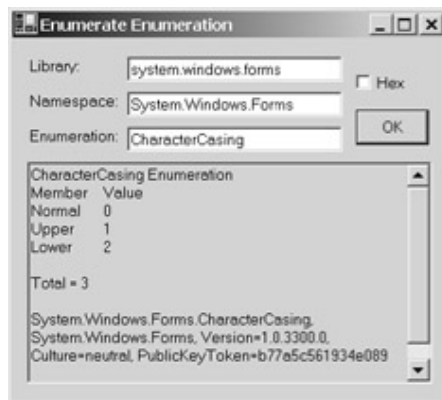 Enumerate Enumeration
Library: system.windows.forms
Hex
Namespace: System.Windows.Forms
OK
Enumeration: CharacterCasing
CharacterCasing Enumeration
Member Value
Normal 0
Upper 1
Lower 2
Total = 3
System.Windows.Forms.CharacterCasing,
System.Windows.Forms, Version=1.0.3300.0,
Culture=neutral, PublicKeyToken=b77a5c561934e089